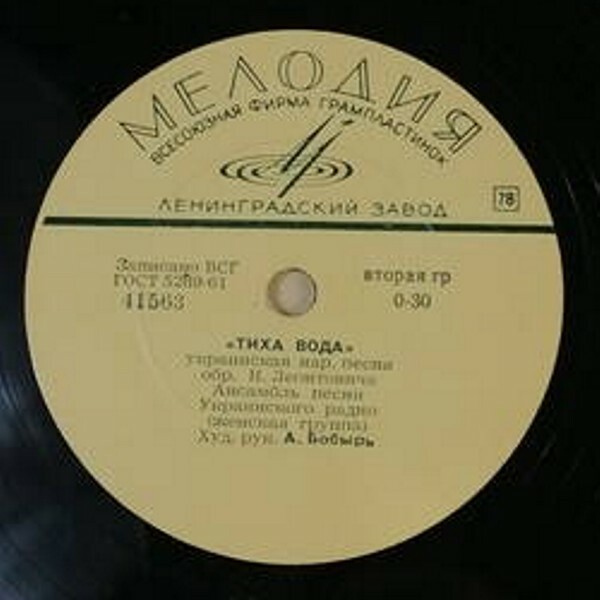 МЕЛОДИЯ
ВСЕСОЮЗНАЯ ФИРМА ГРАМПЛАСТИНОК
ЛЕНИНГРАДСКИЙ ЗАВОД
78
Записано ВСГ
ГОСТ 5289-61
41563
вторая гр
0-30
«ТИХА ВОДА»
украинская нар. песня
обр. Н. Леонтовича
Ансамбль песни
Украинского радио
(женская группа)
Худ. рук. А. Бобырь